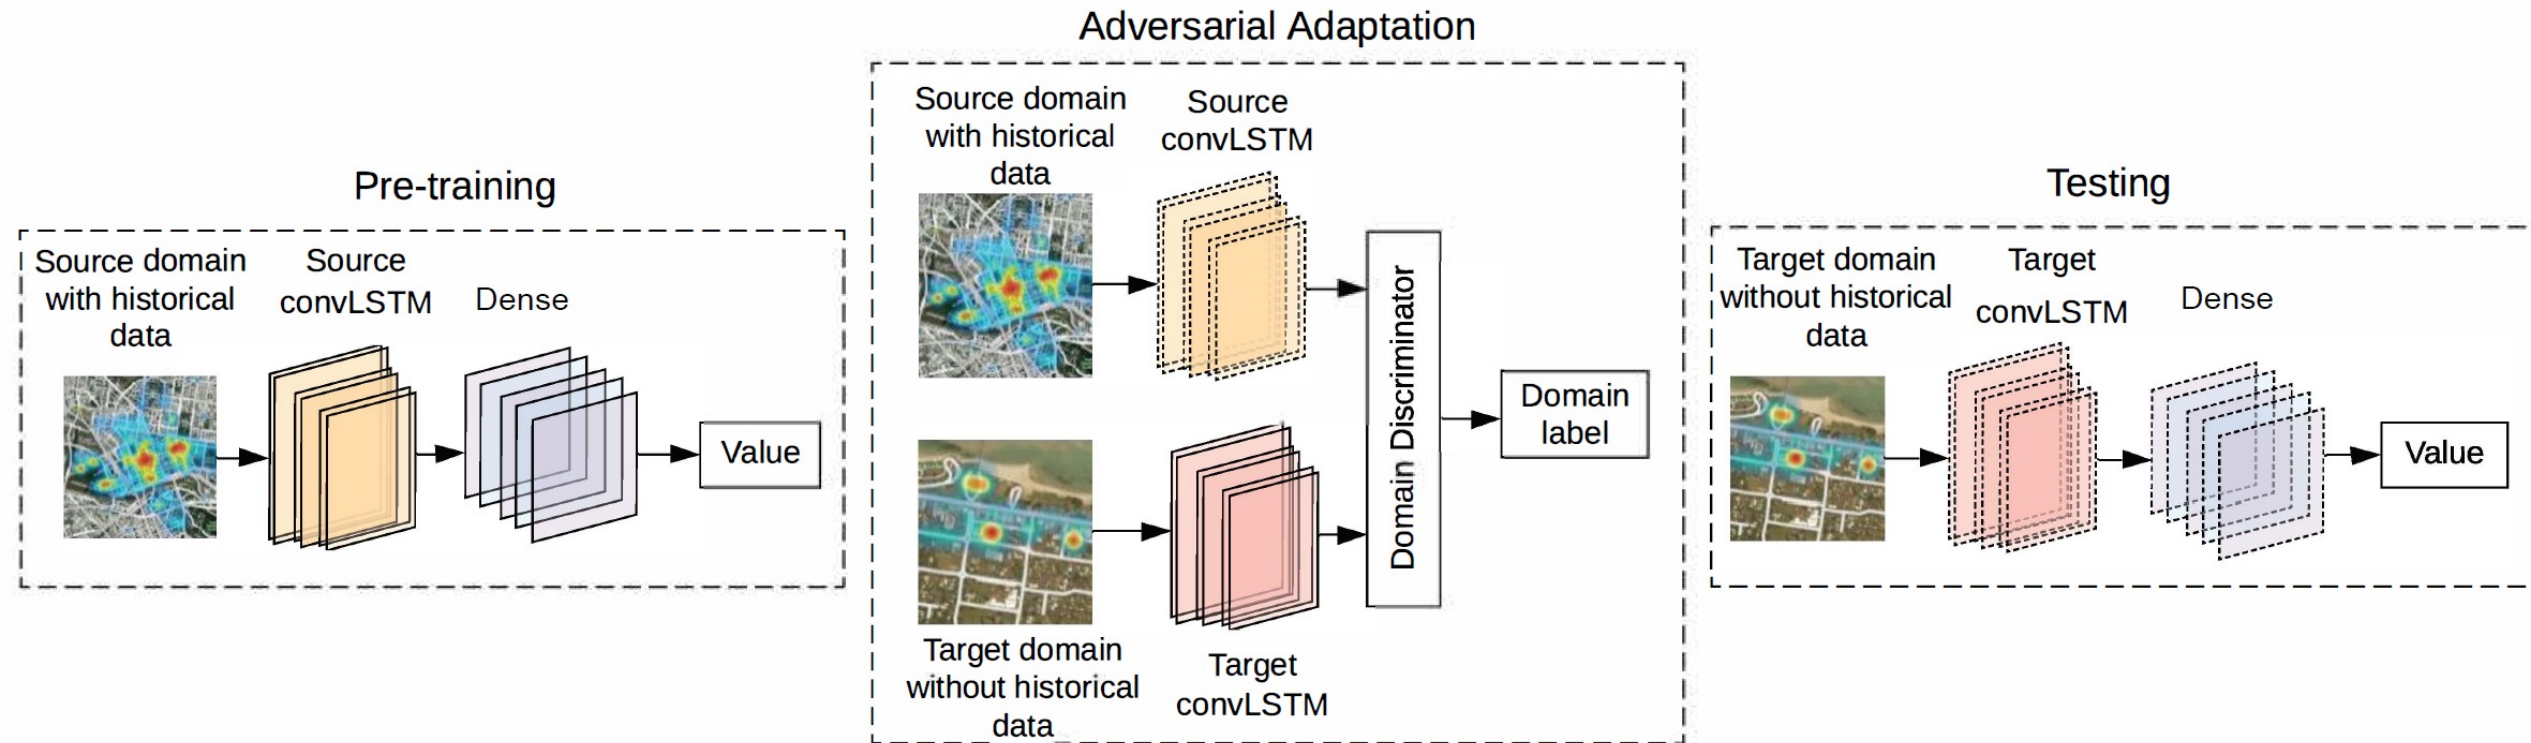 Pre-training
Source domain
with historical
data
Source
convLSTM
Dense
Value
Adversarial Adaptation
Source domain
with historical
data
Source
convLSTM
Target domain
without historical
data
Target
convLSTM
Domain Discriminator
Domain
label
Testing
Target domain
without historical
data
Target
convLSTM
Dense
Value